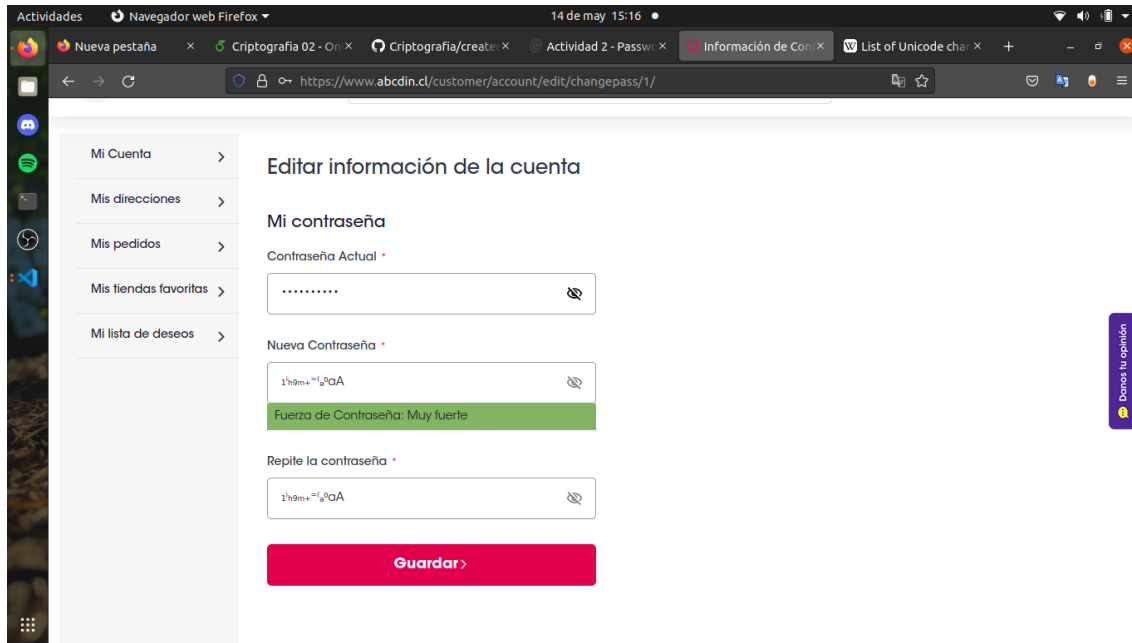 Actividades
Navegador web Firefox
14 de may 15:16
Nueva pestaña
Criptografia 02 - On
Criptografia/create
Actividad 2 - Passwo
Información de Con
List of Unicode char
https://www.abcdin.cl/customer/account/edit/changepass/1/
Mi Cuenta
Mis direcciones
Mis pedidos
Mis tiendas favoritas
Mi lista de deseos
Editar información de la cuenta
Mi contraseña
Contraseña Actual *
••••••••••
Nueva Contraseña *
Fuerza de Contraseña: Muy fuerte
Repite la contraseña *
Guardar
Danos tu opinión